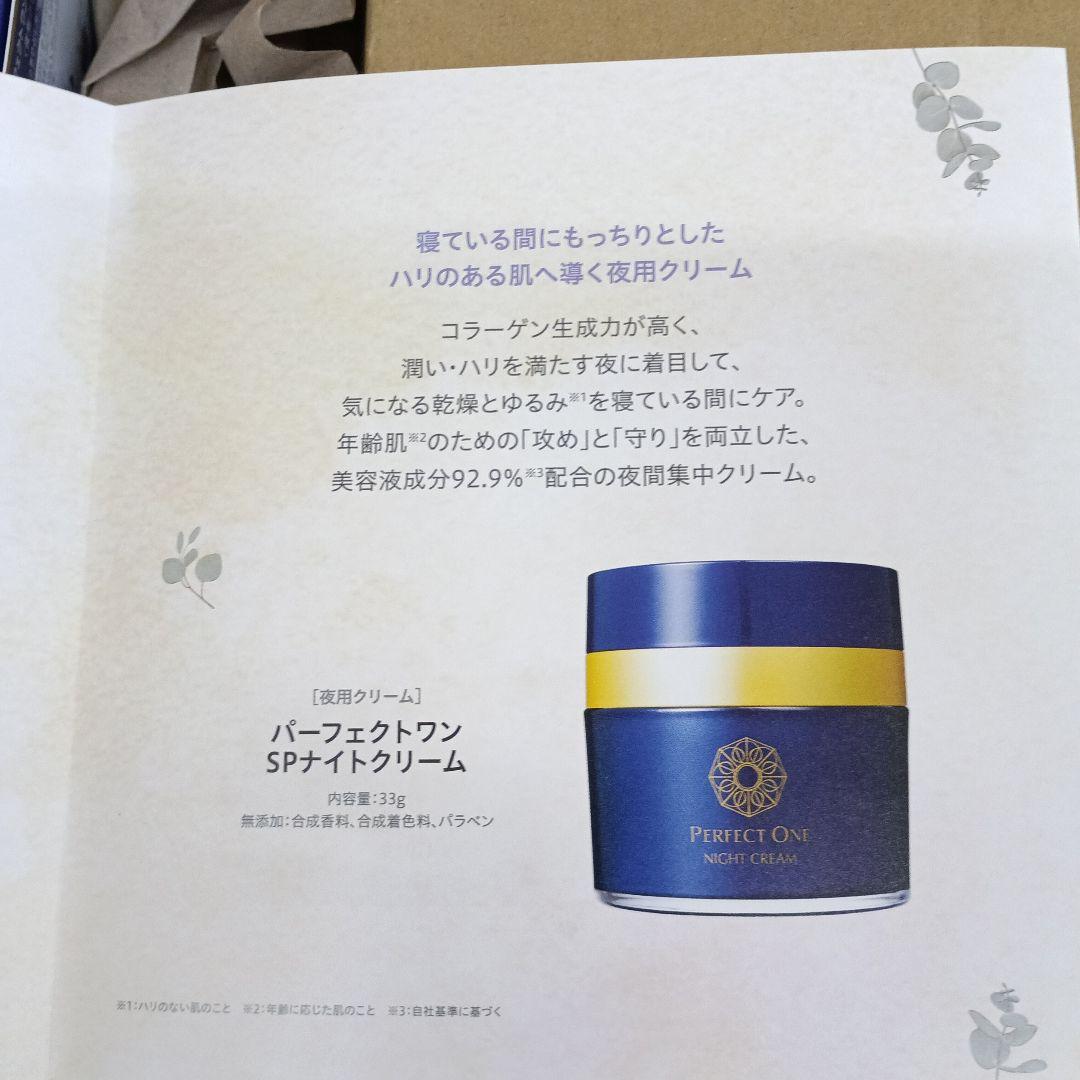 寝ている間にもっちりとした
ハリのある肌へ導く夜用クリーム
コラーゲン生成力が高く、
潤い・ハリを満たす夜に着目して、
気になる乾燥とゆるみ※1を寝ている間にケア。
年齢肌※2のための「攻め」と「守り」を両立した、
美容液成分92.9%※3配合の夜間集中クリーム。
［夜用クリーム］
パーフェクトワン
SPナイトクリーム
内容量：33g
無添加：合成香料、合成着色料、パラベン
PERFECT ONE
NIGHT CREAM
※1：ハリのない肌のこと ※2：年齢に応じた肌のこと ※3：自社基準に基づく